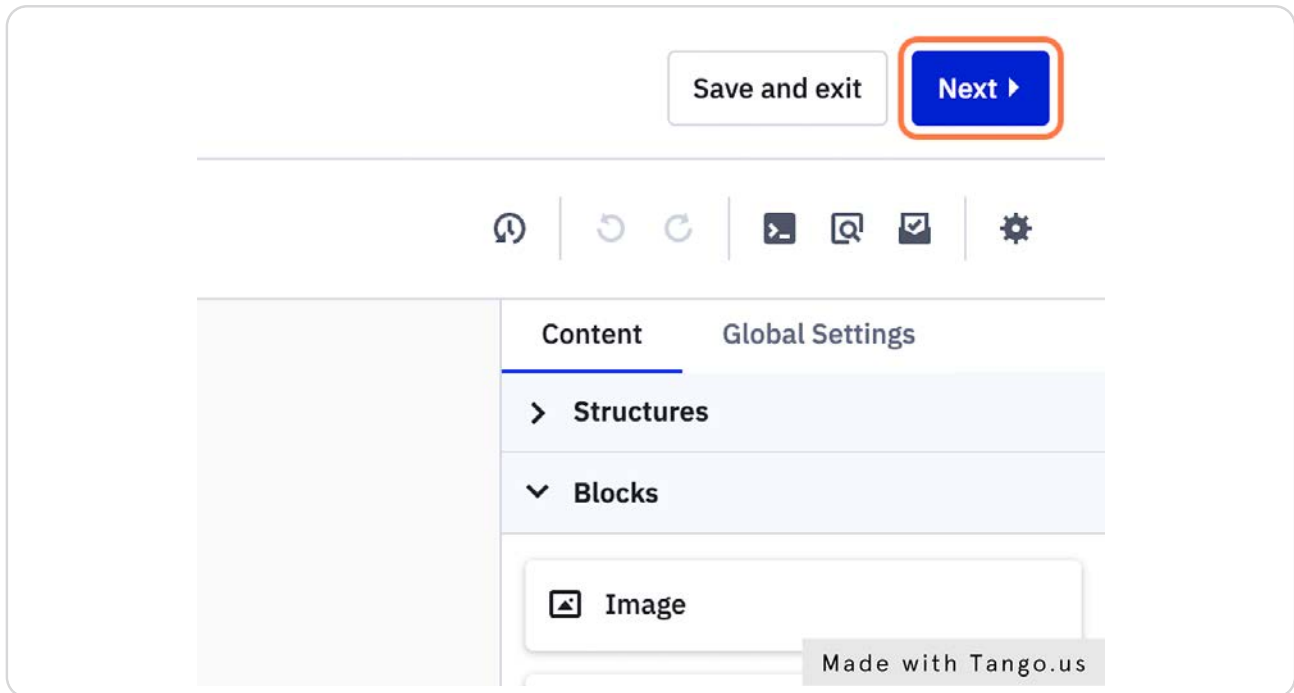 Save and exit Next
Content Global Settings
Structures
Blocks
Image
Made with Tango.us